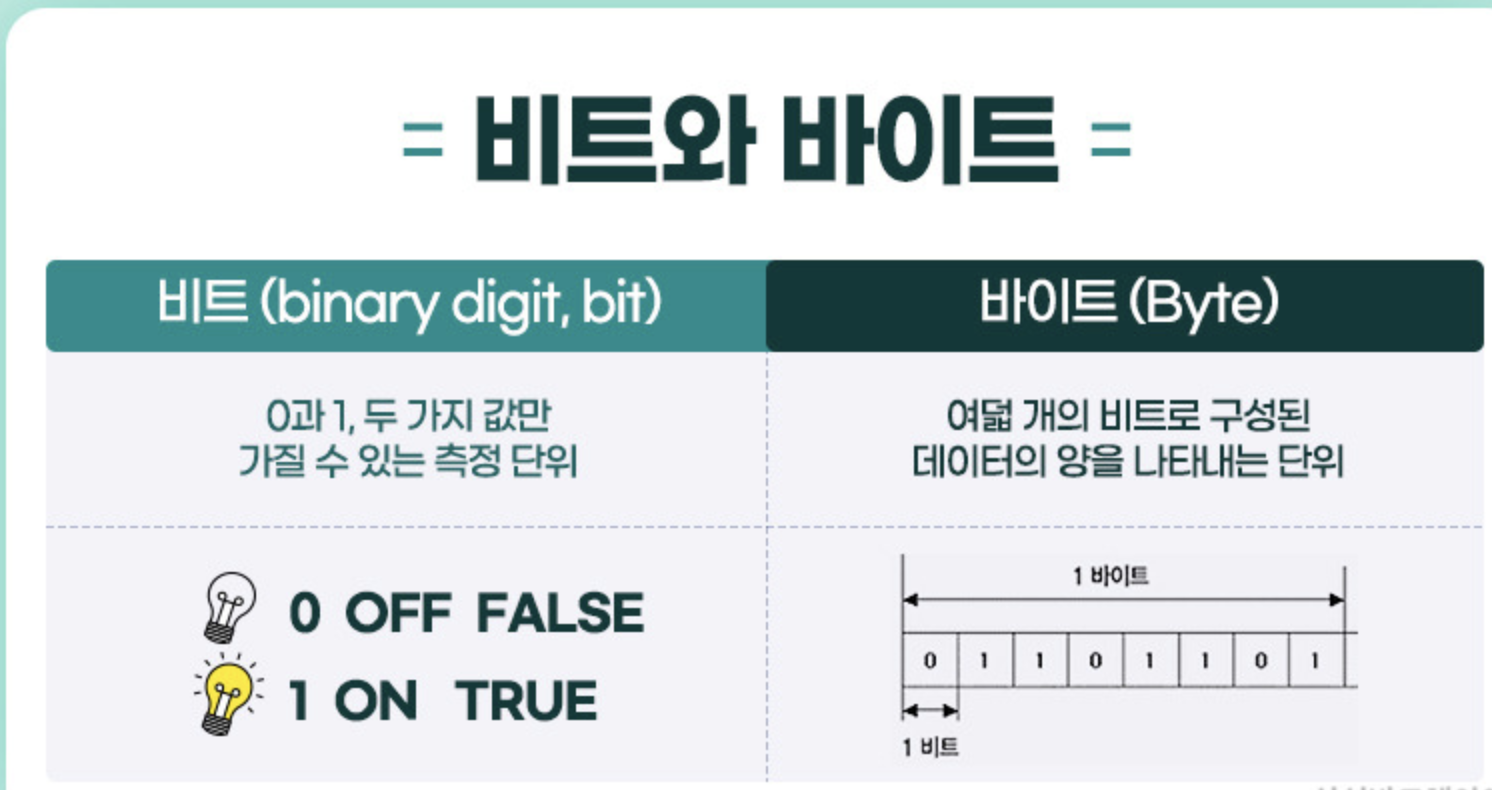 = 비트와 바이트 =
비트 (binary digit, bit)
바이트 (Byte)
0과 1, 두 가지 값만
가질 수 있는 측정 단위
여덟 개의 비트로 구성된
데이터의 양을 나타내는 단위
0 OFF FALSE
1 ON TRUE
1 바이트
0 1 1 0 1 1 0 1
1 비트